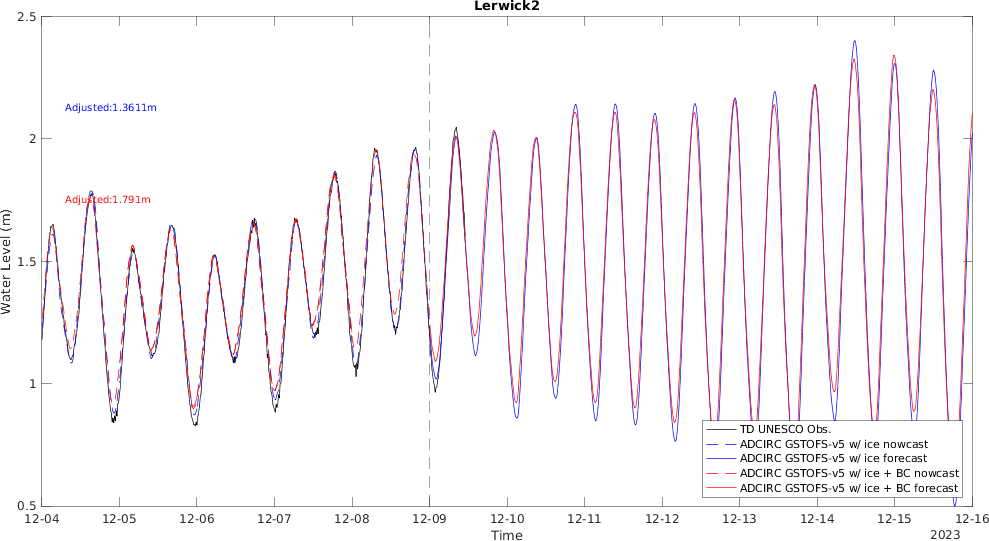 Lerwick2
2.5
2
1.5
1
0.5
Water Level (m)
Adjusted:1.3611m
Adjusted:1.791m
TD UNESCO Obs.
ADCIRC GSTOFS-v5 w/ ice nowcast
ADCIRC GSTOFS-v5 w/ ice forecast
ADCIRC GSTOFS-v5 w/ ice + BC nowcast
ADCIRC GSTOFS-v5 w/ ice + BC forecast
12-04 12-05 12-06 12-07 12-08 12-09 12-10 12-11 12-12 12-13 12-14 12-15 12-16
Time
2023